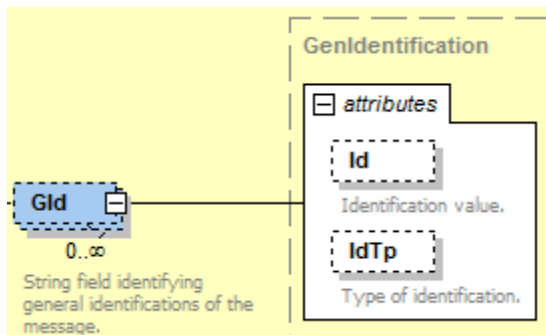 GenIdentification
attributes
Id
Identification value.
GId
0..∞
IdTp
String field identifying
general identifications of the
message.
Type of identification.